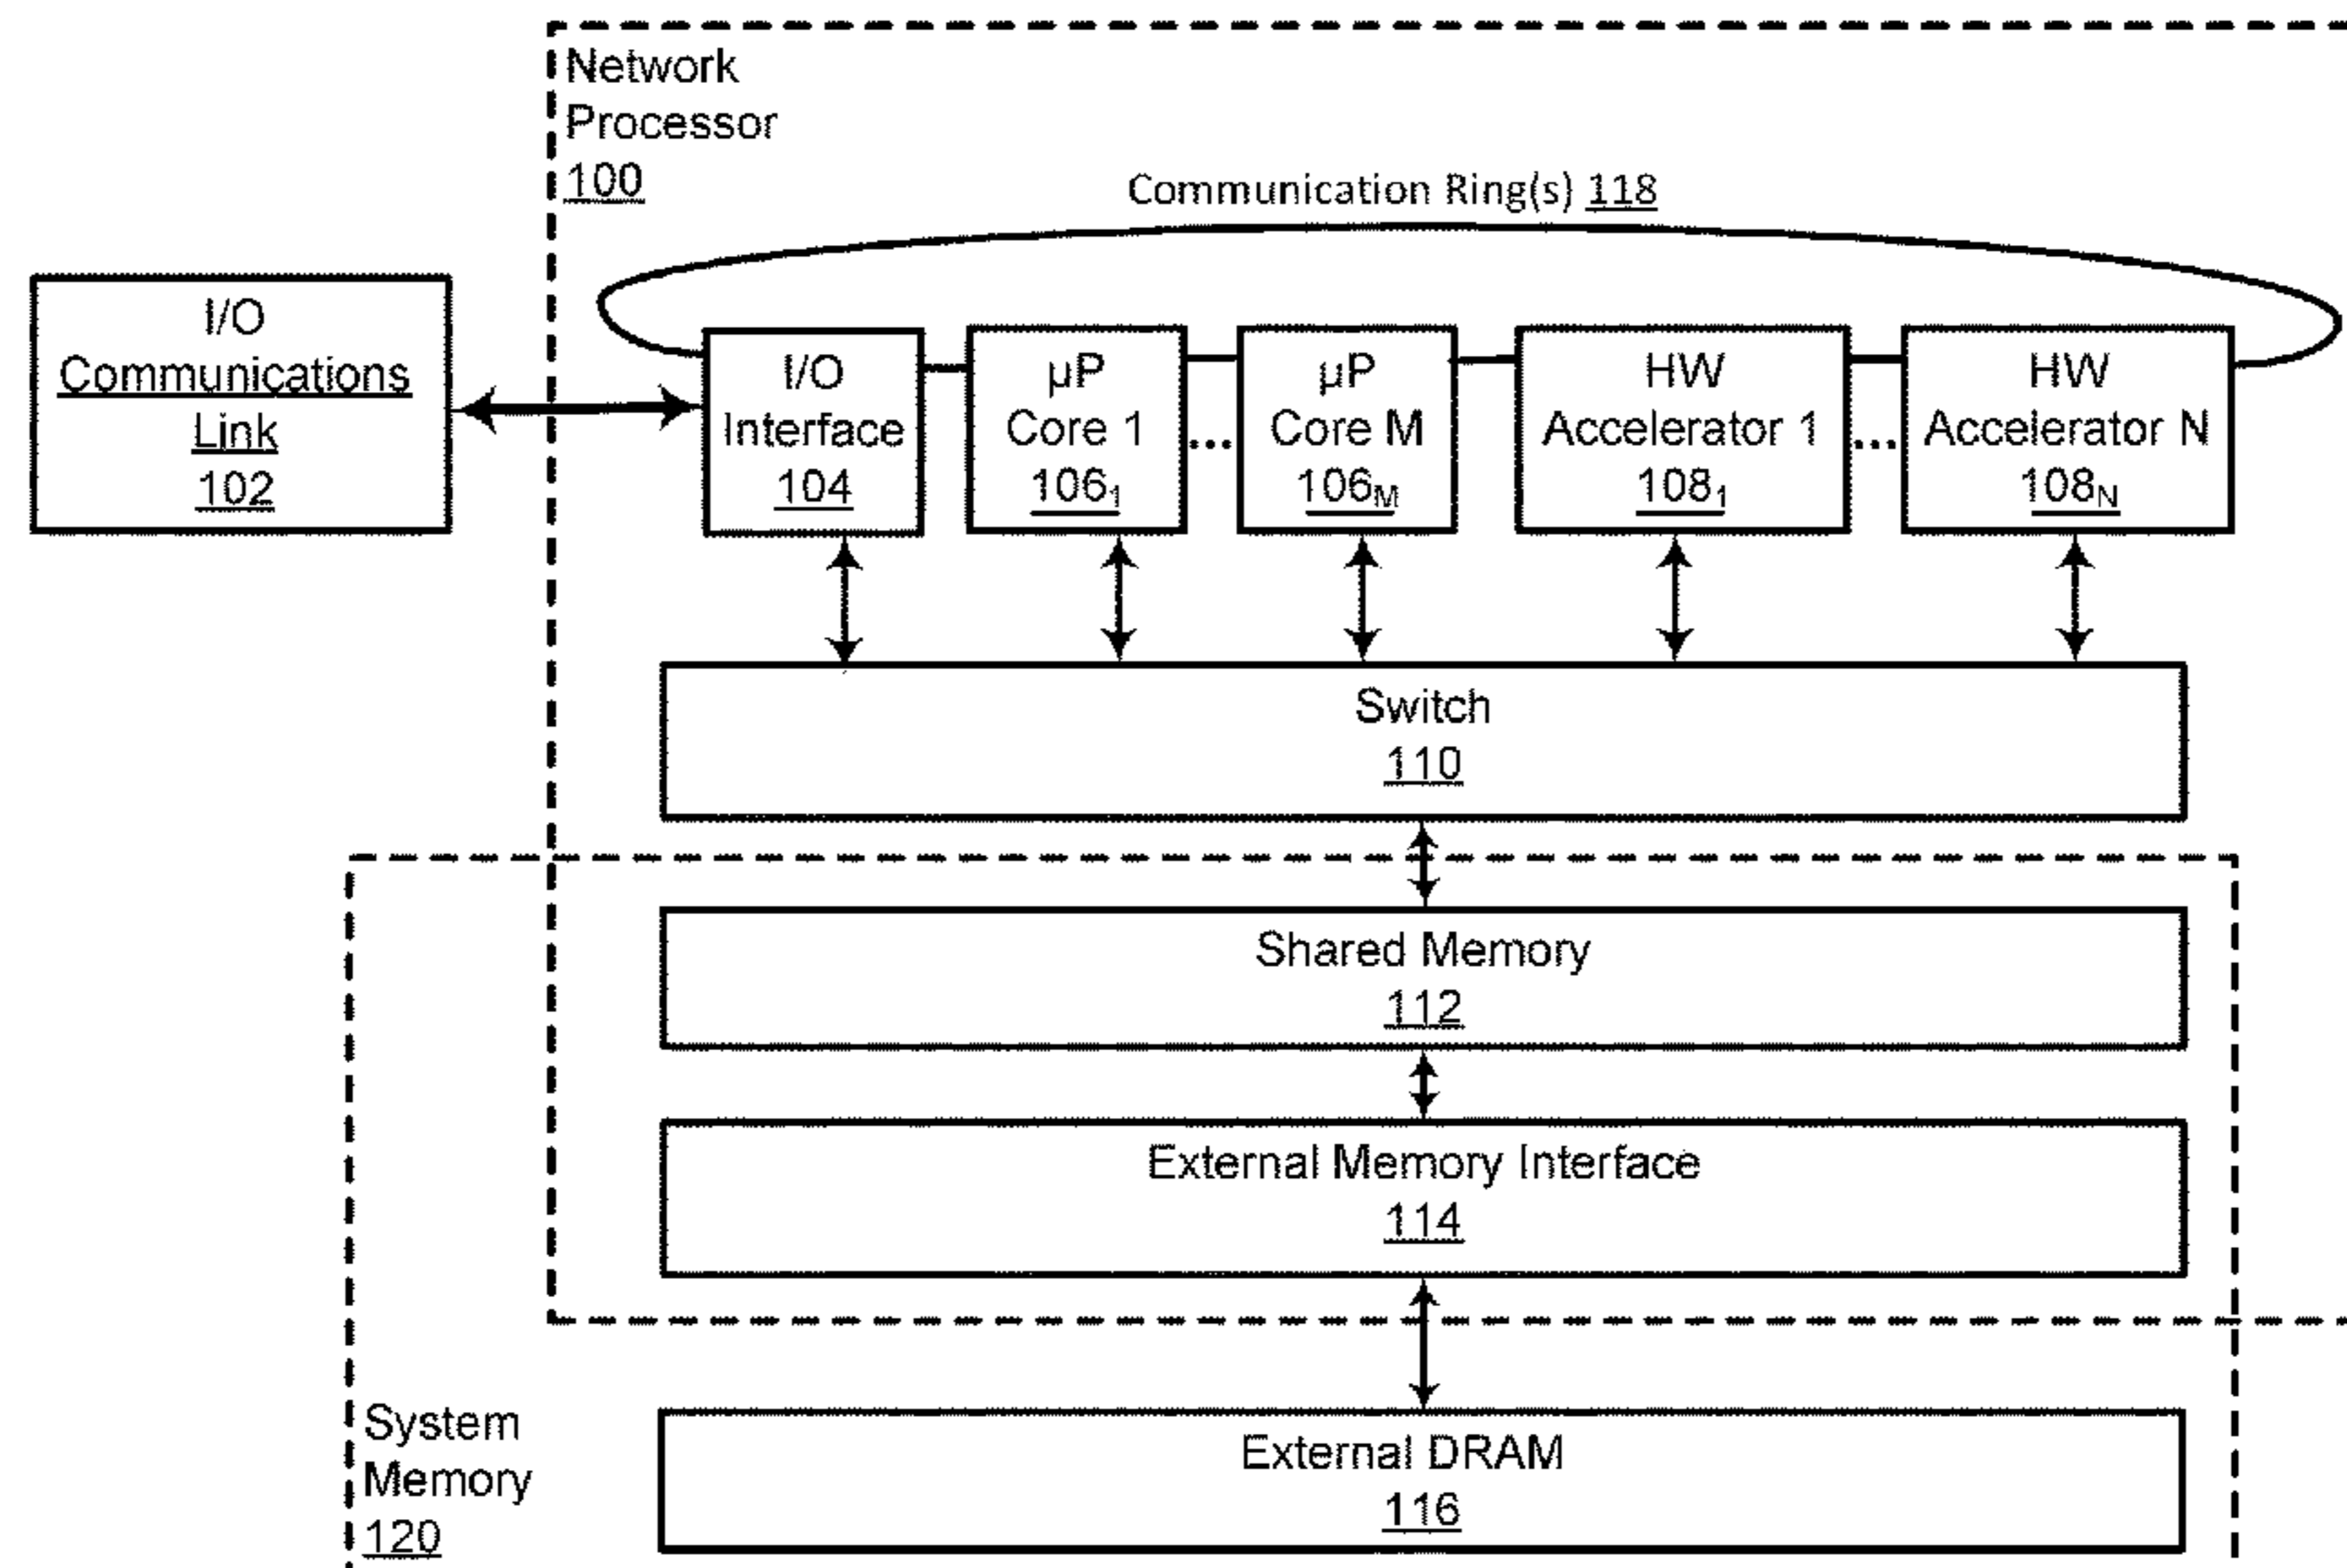 Network
Processor
100
Communication Ring(s) 118
I/O
Communications
Link
102
I/O
Interface
104
µP
Core 1
106₁
...
µP
Core M
106M
HW
Accelerator 1
108₁
...
HW
Accelerator N
108N
Switch
110
Shared Memory
112
External Memory Interface
114
External DRAM
116
System
Memory
120